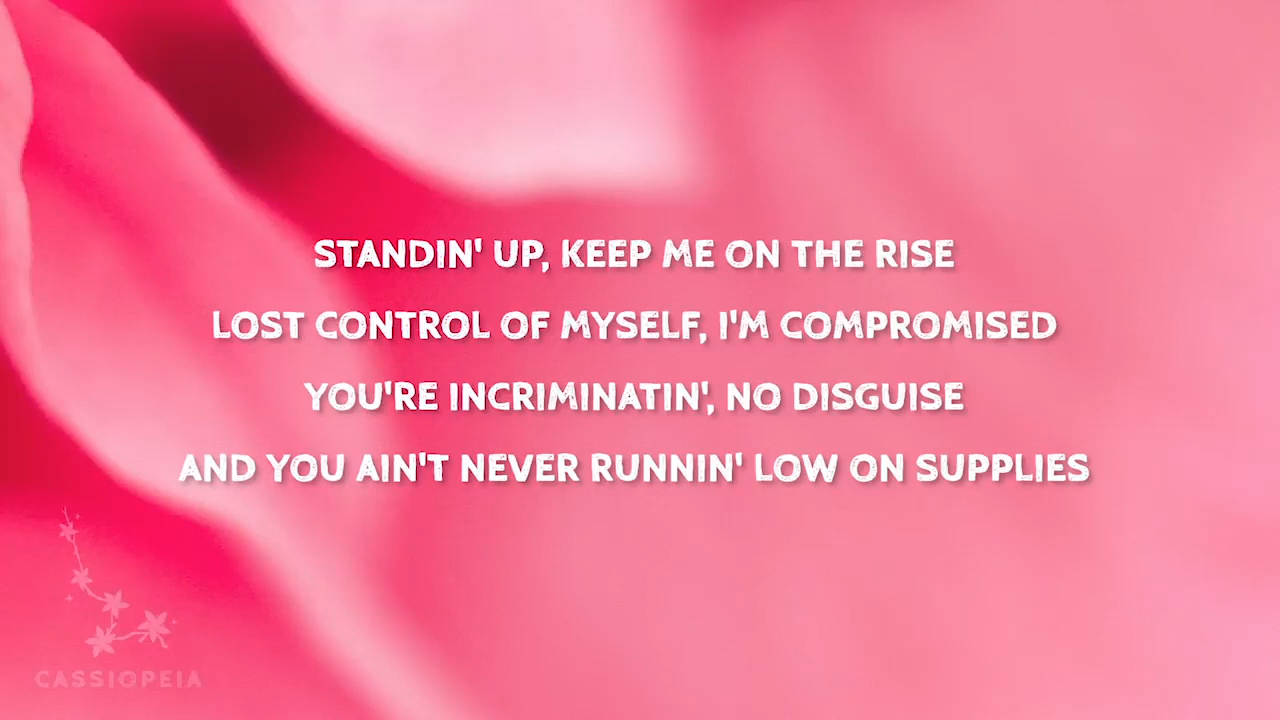 STANDIN' UP, KEEP ME ON THE RISE
LOST CONTROL OF MYSELF, I'M COMPROMISED
YOU'RE INCRIMINATIN', NO DISGUISE
AND YOU AIN'T NEVER RUNNIN' LOW ON SUPPLIES
CASSIOPEIA